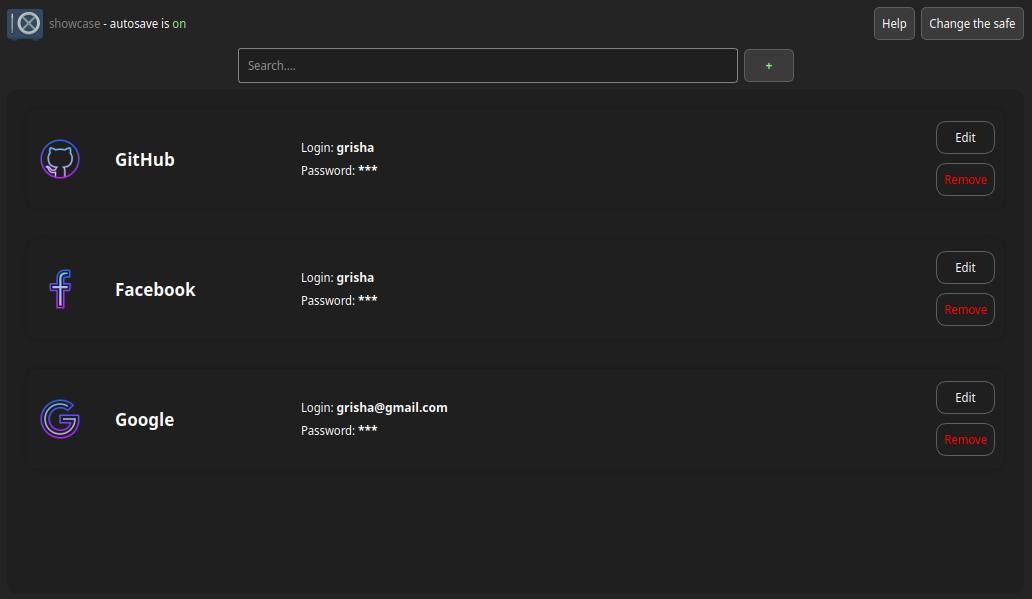 showcase - autosave is on
Help
Change the safe
Search....
+
GitHub
Login: grisha
Password: ***
Edit
Remove
Facebook
Login: grisha
Password: ***
Edit
Remove
Google
Login: grisha@gmail.com
Password: ***
Edit
Remove